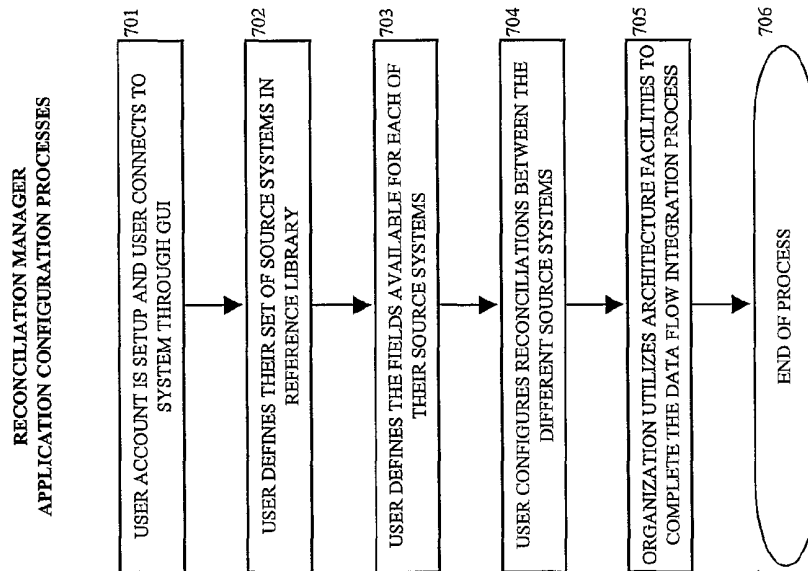 RECONCILIATION MANAGER
APPLICATION CONFIGURATION PROCESSES
701
USER ACCOUNT IS SETUP AND USER CONNECTS TO
SYSTEM THROUGH GUI
702
USER DEFINES THEIR SET OF SOURCE SYSTEMS IN
REFERENCE LIBRARY
703
USER DEFINES THE FIELDS AVAILABLE FOR EACH OF
THEIR SOURCE SYSTEMS
704
USER CONFIGURES RECONCILIATIONS BETWEEN THE
DIFFERENT SOURCE SYSTEMS
705
ORGANIZATION UTILIZES ARCHITECTURE FACILITIES TO
COMPLETE THE DATA FLOW INTEGRATION PROCESS
706
END OF PROCESS